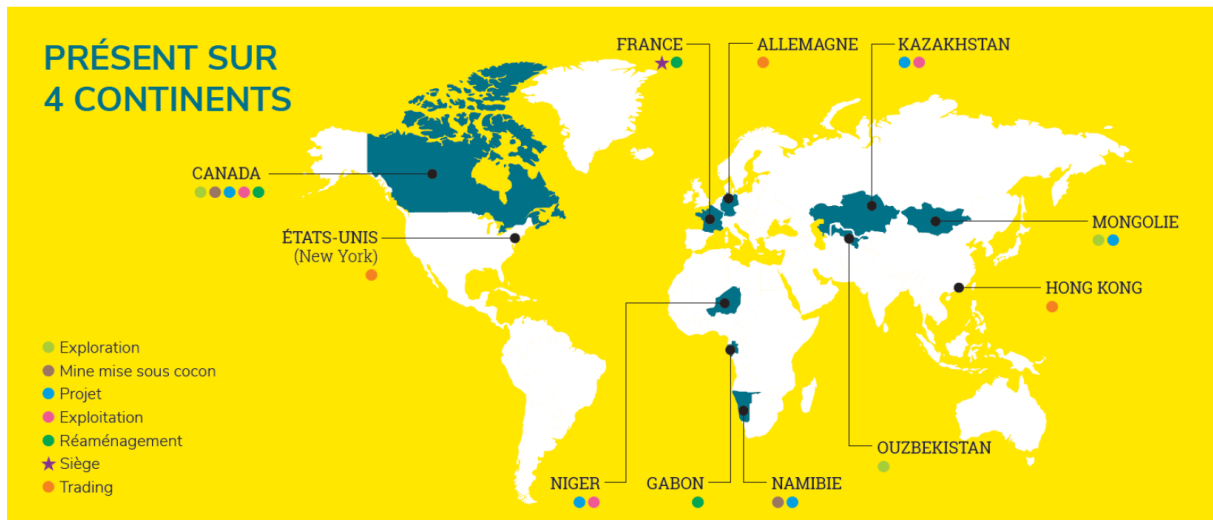 PRÉSENT SUR
4 CONTINENTS
FRANCE
ALLEMAGNE
KAZAKHSTAN
CANADA
MONGOLIE
ÉTATS-UNIS
(New York)
HONG KONG
Exploration
Mine mise sous cocon
Projet
Exploitation
Réaménagement
Siège
Trading
OUZBEKISTAN
NIGER
GABON
NAMIBIE